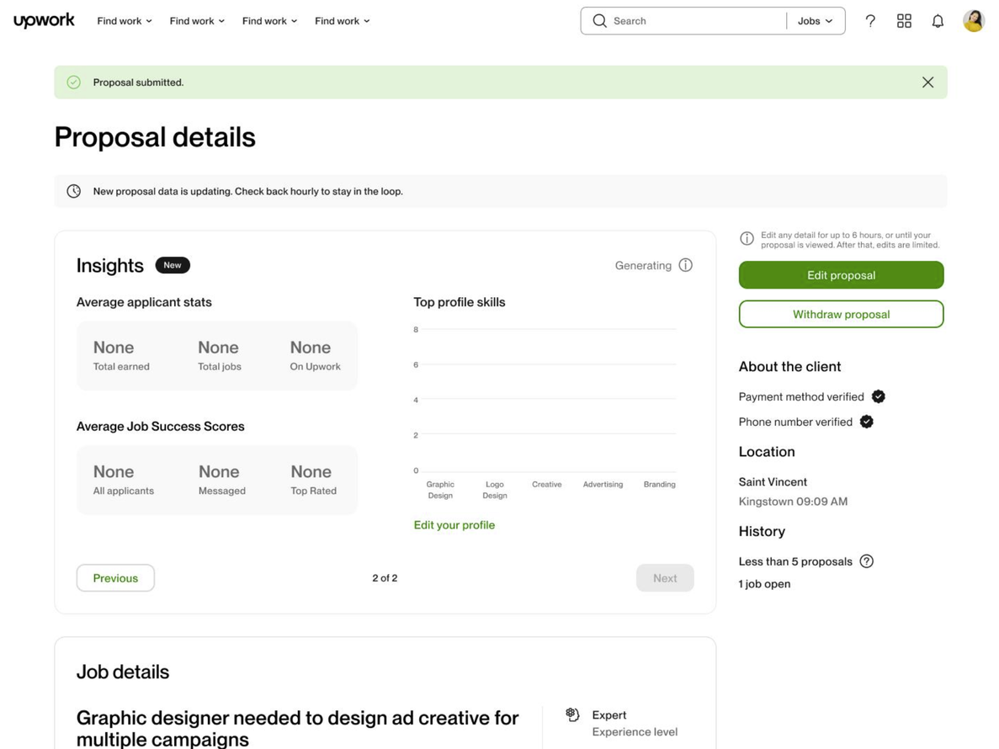 upwork
Find work
Find work
Find work
Find work
Search
Jobs
Proposal submitted.
Proposal details
New proposal data is updating. Check back hourly to stay in the loop.
Insights
New
Generating
Average applicant stats
None
None
None
Total earned
Total jobs
On Upwork
Average Job Success Scores
None
None
None
All applicants
Messaged
Top Rated
Top profile skills
8
6
4
2
0
Graphic
Design
Logo
Design
Creative
Advertising
Branding
Edit your profile
Previous
2 of 2
Next
Edit any detail for up to 6 hours, or until your
proposal is viewed. After that, edits are limited.
Edit proposal
Withdraw proposal
About the client
Payment method verified
Phone number verified
Location
Saint Vincent
Kingstown 09:09 AM
History
Less than 5 proposals
1 job open
Job details
Graphic designer needed to design ad creative for
multiple campaigns
Expert
Experience level